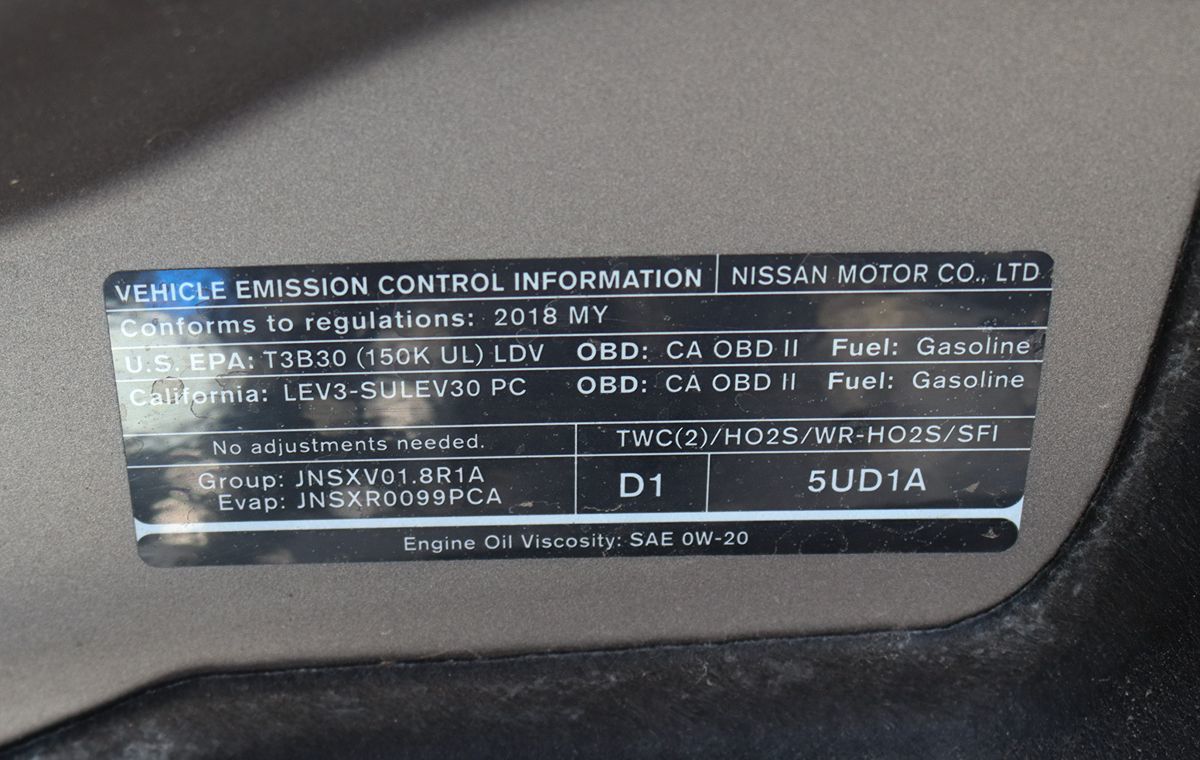 VEHICLE EMISSION CONTROL INFORMATION NISSAN MOTOR CO., LTD
Conforms to regulations: 2018 MY
U.S. EPA: T3B30 (150K UL) LDV OBD: CA OBD II Fuel: Gasoline
California: LEV3-SULEV30 PC OBD: CA OBD II Fuel: Gasoline
No adjustments needed. TWC(2)/HO2S/WR-HO2S/SFI
Group: JNSXV01.8R1A
Evap: JNSXR0099PCA
D1 5UD1A
Engine Oil Viscosity: SAE 0W-20